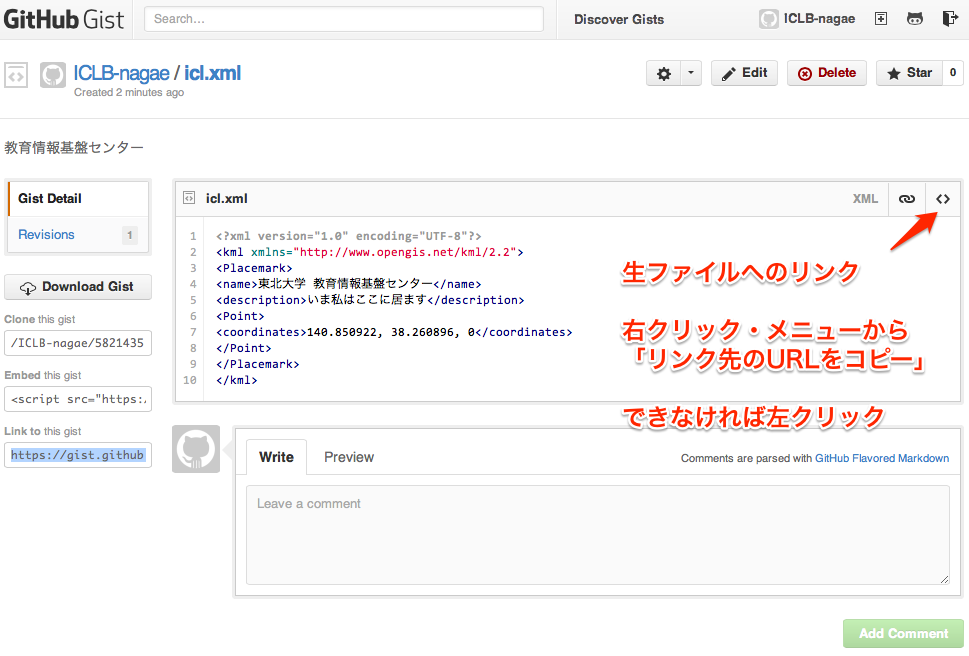 GitHub Gist
Search...
Discover Gists
ICLB-nagae
ICLB-nagae / icl.xml
Created 2 minutes ago
Edit
Delete
Star
0
教育情報基盤センター
Gist Detail
Revisions 1
Download Gist
Clone this gist
/ICLB-nagae/5821435
Embed this gist
<script src="https:/
Link to this gist
https://gist.github
icl.xml
XML
1 <?xml version="1.0" encoding="UTF-8"?>
2 <kml xmlns="http://www.opengis.net/kml/2.2">
3 <Placemark>
4 <name>東北大学 教育情報基盤センター</name>
5 <description>いま私はここに居ます</description>
6 <Point>
7 <coordinates>140.850922, 38.260896, 0</coordinates>
8 </Point>
9 </Placemark>
10 </kml>
生ファイルへのリンク
右クリック・メニューから
「リンク先のURLをコピー」
できなければ左クリック
Write
Preview
Comments are parsed with GitHub Flavored Markdown
Leave a comment
Add Comment